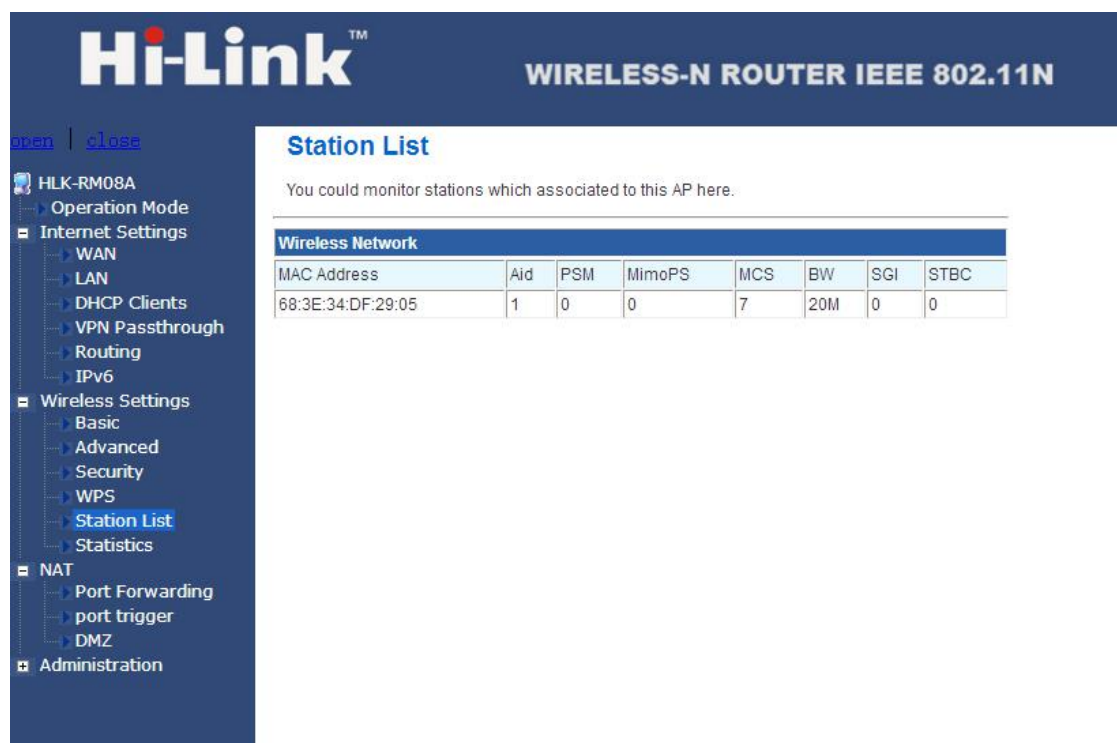 Hi-Link™
WIRELESS-N ROUTER IEEE 802.11N
open | close
HLK-RM08A
Operation Mode
Internet Settings
WAN
LAN
DHCP Clients
VPN Passthrough
Routing
IPv6
Wireless Settings
Basic
Advanced
Security
WPS
Station List
Statistics
NAT
Port Forwarding
port trigger
DMZ
Administration
Station List
You could monitor stations which associated to this AP here.
Wireless Network
MAC Address Aid PSM MimoPS MCS BW SGI STBC
68:3E:34:DF:29:05 1 0 0 7 20M 0 0